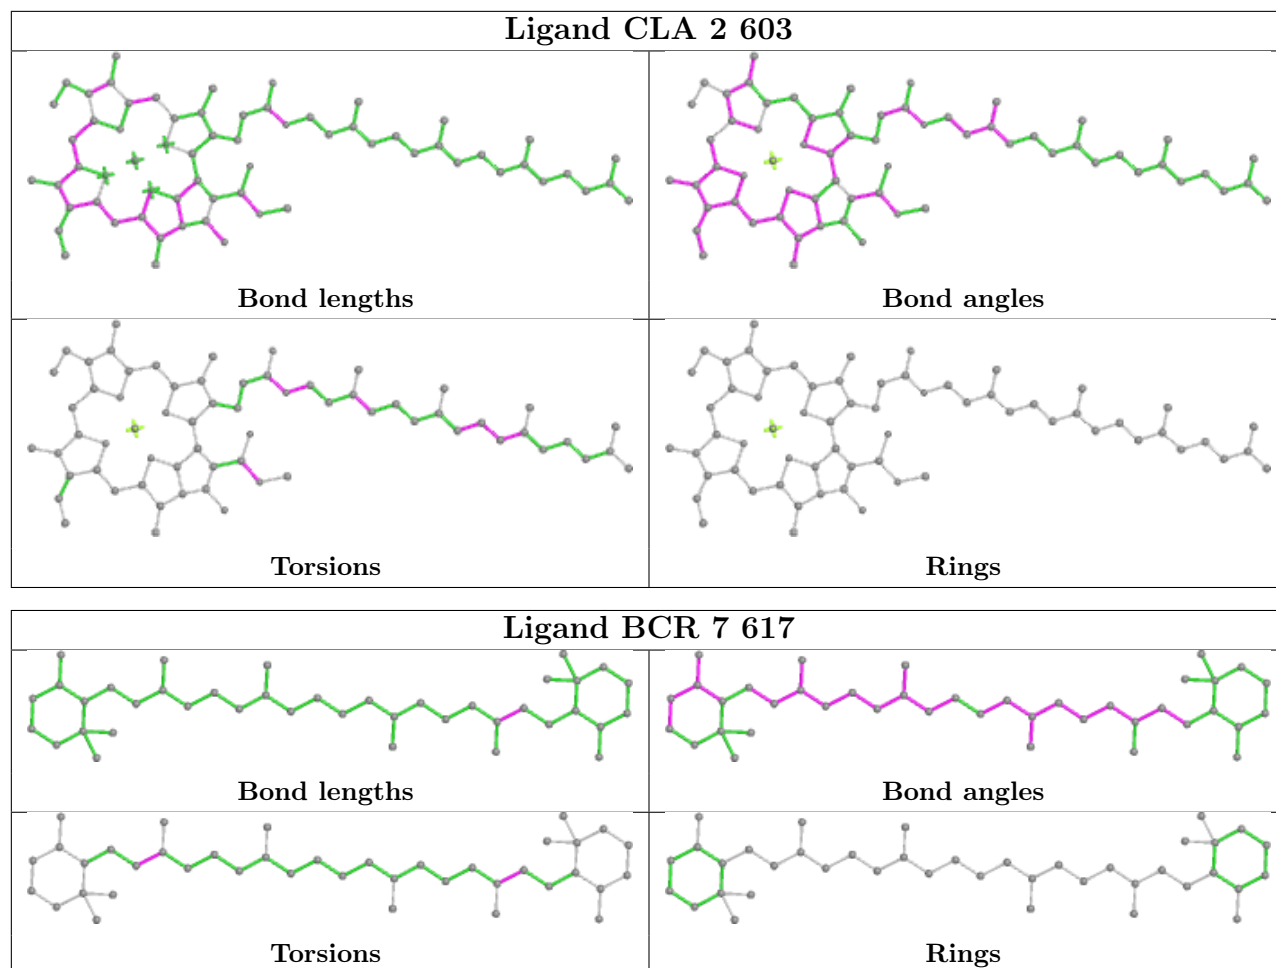 Ligand CLA 2 603
Bond lengths
Bond angles
Torsions
Rings
Ligand BCR 7 617
Bond lengths
Bond angles
Torsions
Rings